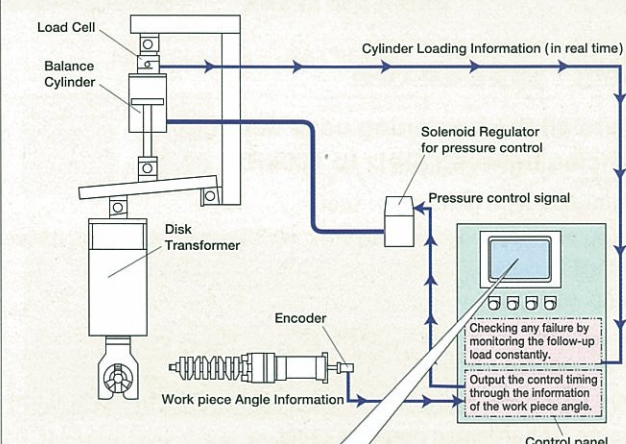 Load Cell
Cylinder Loading Information (in real time)
Balance
Cylinder
Solenoid Regulator
for pressure control
Pressure control signal
Disk
Transformer
Encoder
Checking any failure by
monitoring the follow-up
load constantly.
Work piece Angle Information
Output the control timing
through the information
of the work piece angle.
Control panel